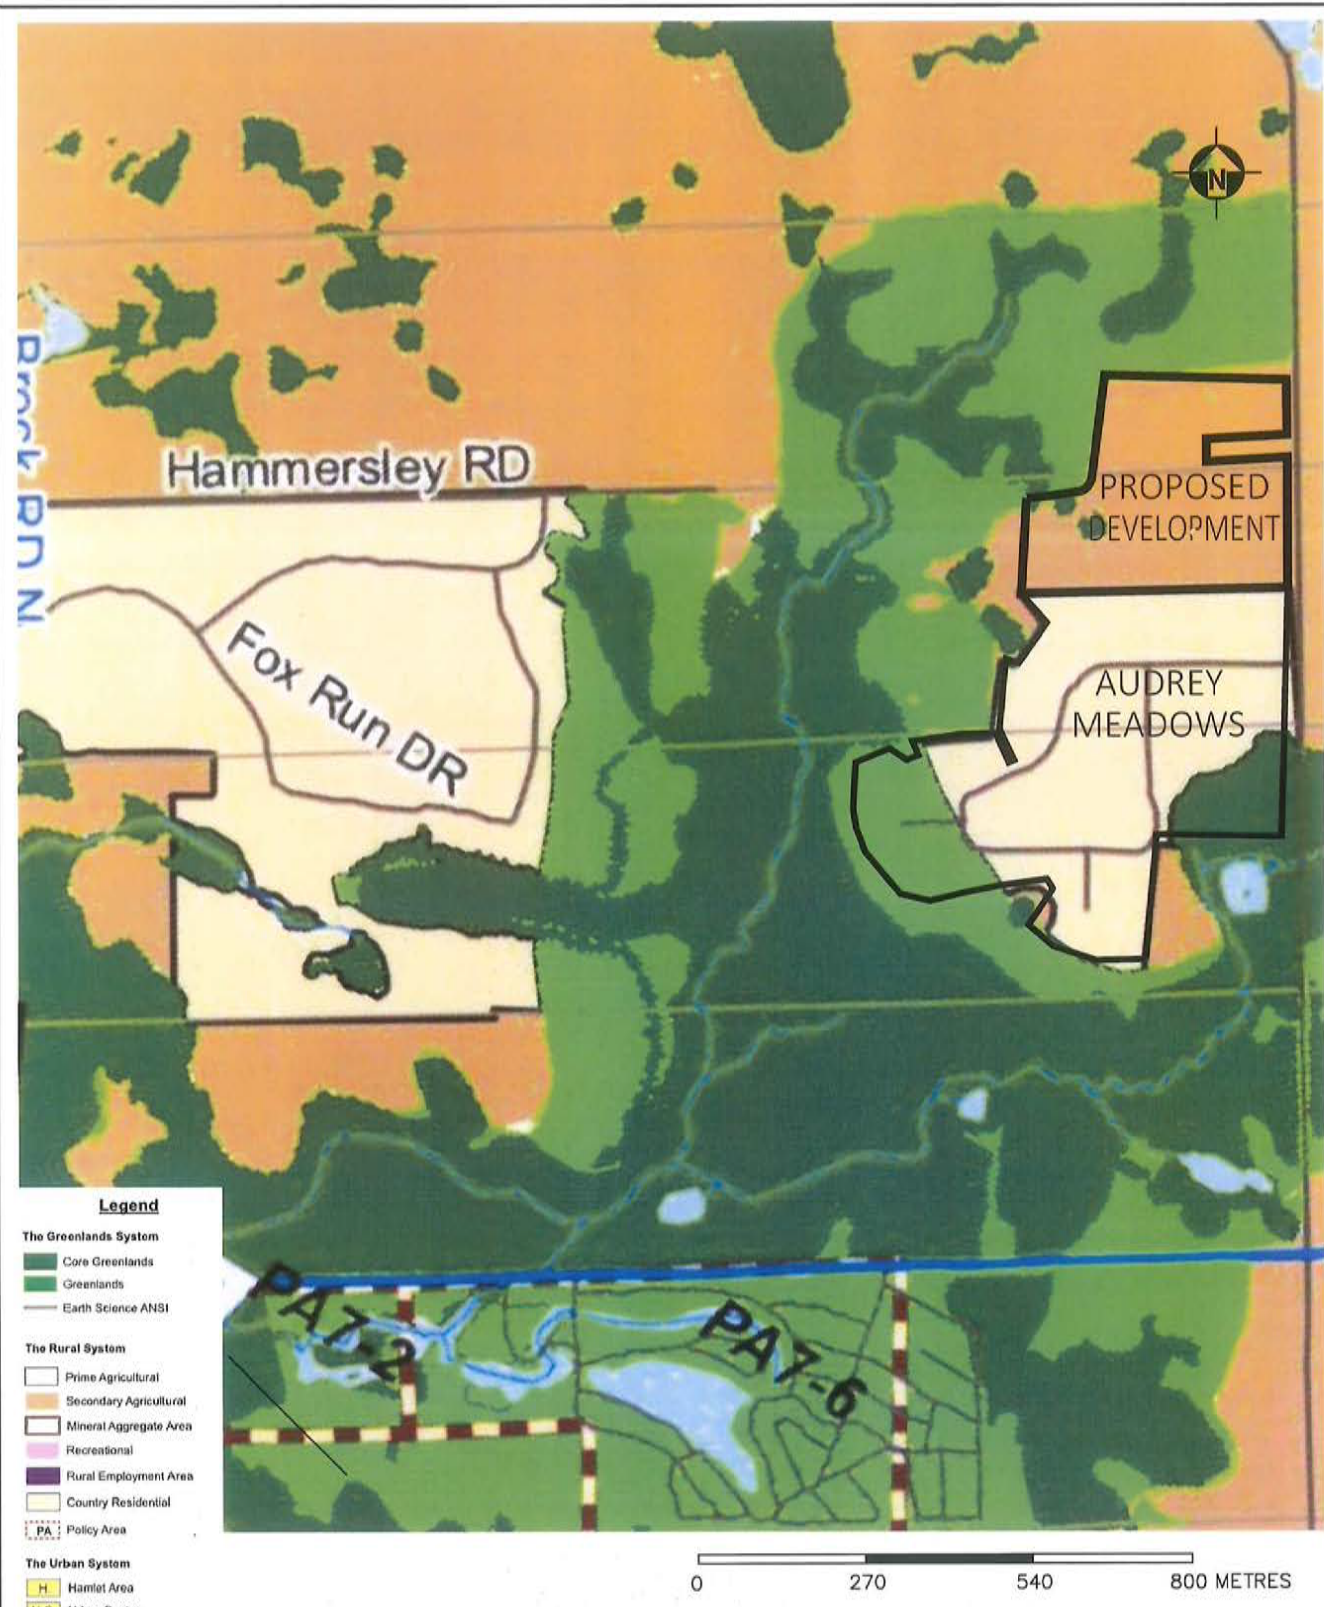 N
Brock RD N
Hammersley RD
PROPOSED
DEVELOPMENT
Fox Run DR
AUDREY
MEADOWS
PA7-2
PA7-6
Legend
The Greenlands System
Core Greenlands
Greenlands
Earth Science ANSI
The Rural System
Prime Agricultural
Secondary Agricultural
Mineral Aggregate Area
Recreational
Rural Employment Area
Country Residential
PA Policy Area
The Urban System
H Hamlet Area
0 270 540 800 METRES